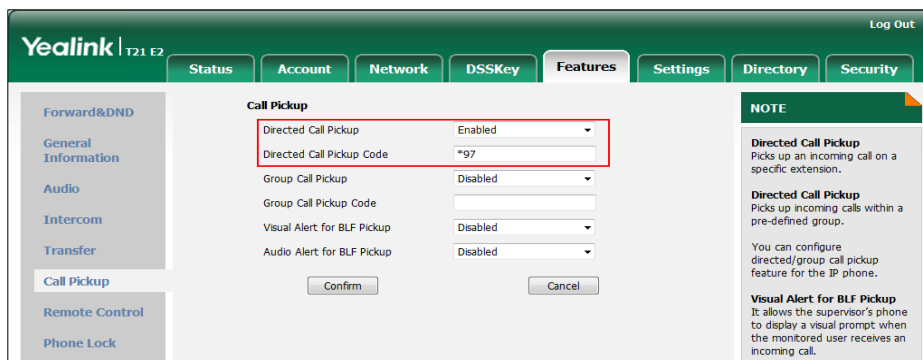 Log Out
Yealink | T21 E2
Status Account Network DSSKey Features Settings Directory Security
Forward&DND
General
Information
Audio
Intercom
Transfer
Call Pickup
Remote Control
Phone Lock
Call Pickup
Directed Call Pickup Enabled
Directed Call Pickup Code *97
Group Call Pickup Disabled
Group Call Pickup Code
Visual Alert for BLF Pickup Disabled
Audio Alert for BLF Pickup Disabled
Confirm Cancel
NOTE
Directed Call Pickup
Picks up an incoming call on a
specific extension.
Directed Call Pickup
Picks up incoming calls within a
pre-defined group.
You can configure
directed/group call pickup
feature for the IP phone.
Visual Alert for BLF Pickup
It allows the supervisor's phone
to display a visual prompt when
the monitored user receives an
incoming call.